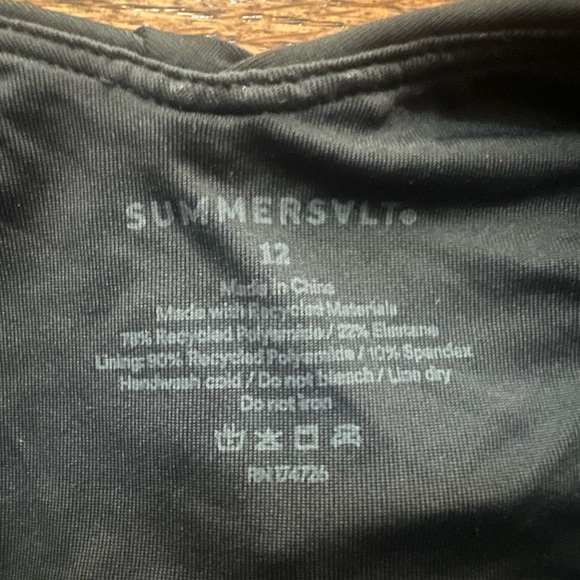 SUMMERSALT®
12
Made in China
Made with Recycled Materials
78% Recycled Polyamide / 22% Elastane
Lining: 90% Recycled Polyamide / 10% Spandex
Handwash cold / Do not bleach / Line dry
Do not iron
RN 174726